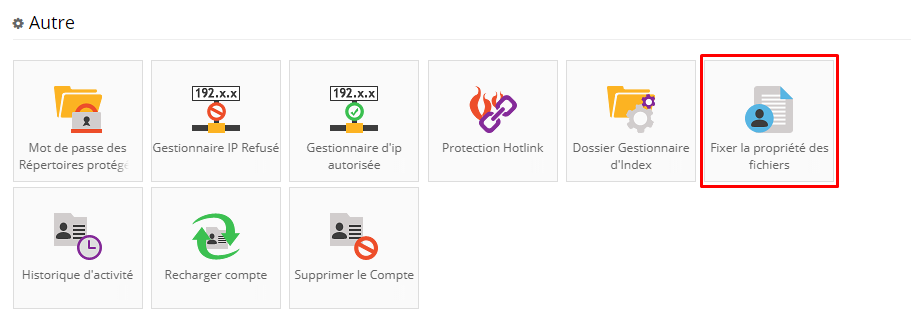 Autre
192.x.x
192.x.x
Mot de passe des
Répertoires protégé
Gestionnaire IP Refusé
Gestionnaire d'ip
autorisée
Protection Hotlink
Dossier Gestionnaire
d'Index
Fixer la propriété des
fichiers
Historique d'activité
Recharger compte
Supprimer le Compte